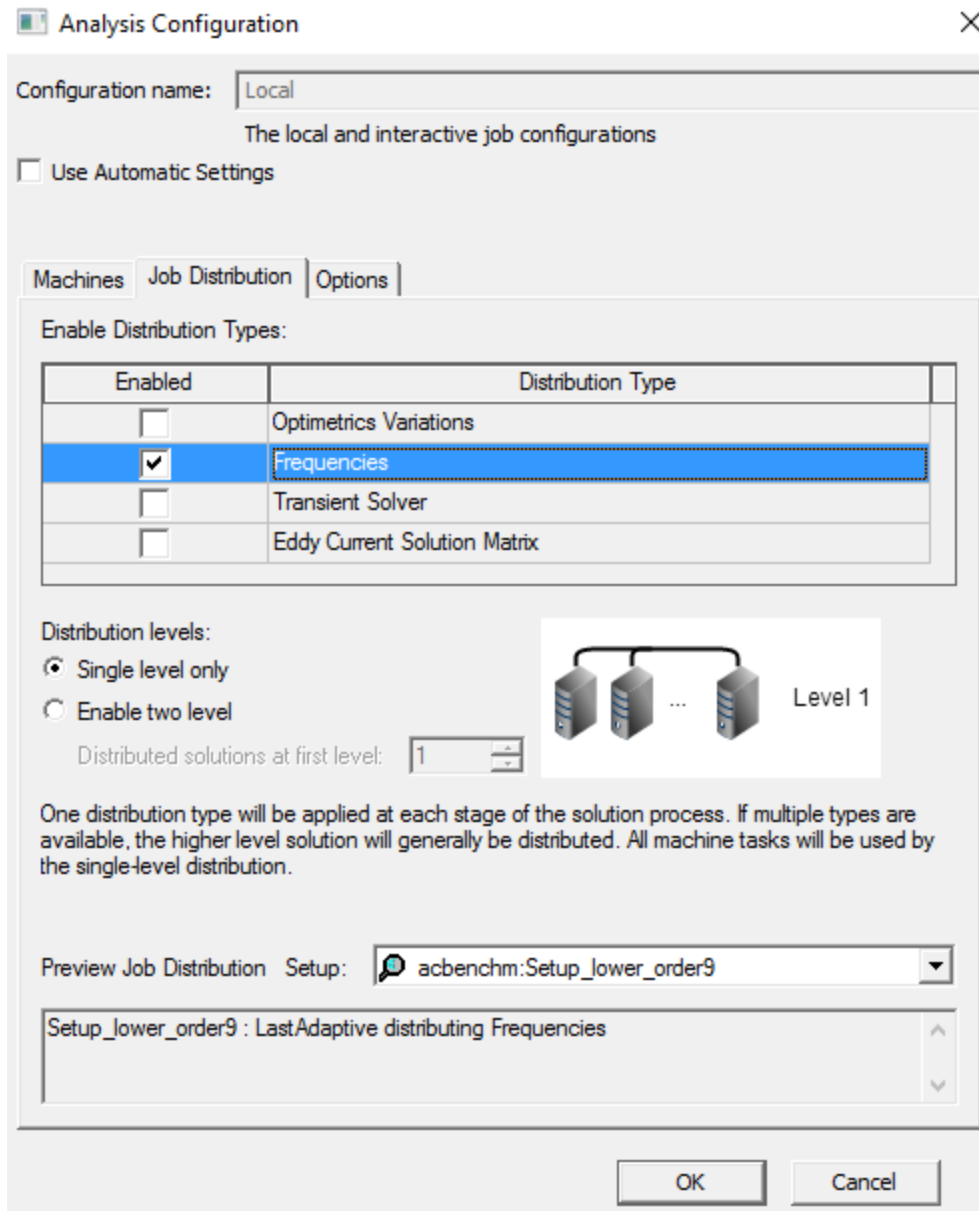 Analysis Configuration
Configuration name: Local
The local and interactive job configurations
Use Automatic Settings
Machines Job Distribution Options
Enable Distribution Types:
Enabled Distribution Type
Optimetrics Variations
Frequencies
Transient Solver
Eddy Current Solution Matrix
Distribution levels:
Single level only
Enable two level
Distributed solutions at first level: 1
... Level 1
One distribution type will be applied at each stage of the solution process. If multiple types are
available, the higher level solution will generally be distributed. All machine tasks will be used by
the single-level distribution.
Preview Job Distribution Setup: acbenchm:Setup_lower_order9
Setup_lower_order9 : LastAdaptive distributing Frequencies
OK Cancel